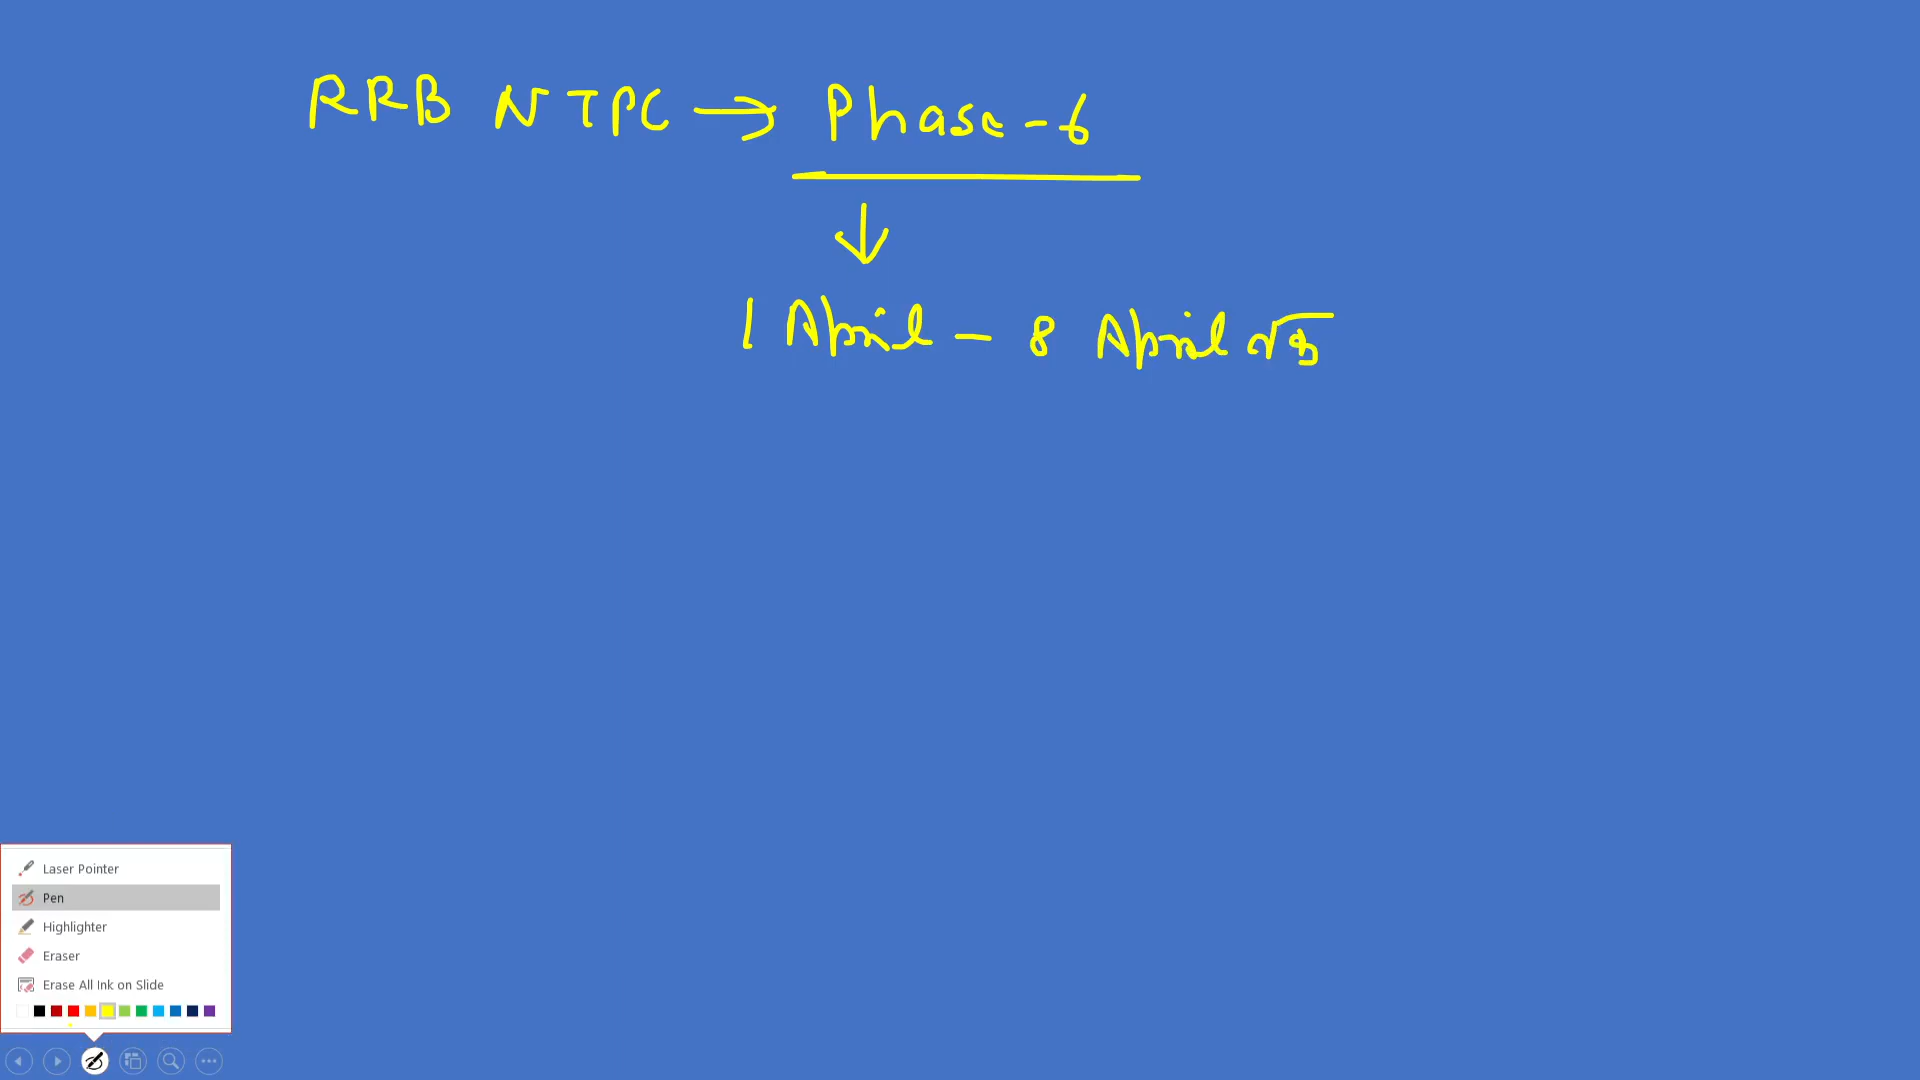 RRB NTPC → Phase-6
↓
1 April - 8 April तक
Laser Pointer
Pen
Highlighter
Eraser
Erase All Ink on Slide